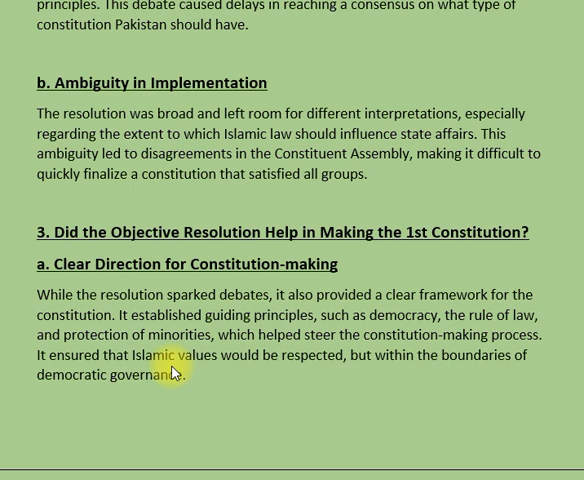 principles. This debate caused delays in reaching a consensus on what type of
constitution Pakistan should have.
b. Ambiguity in Implementation
The resolution was broad and left room for different interpretations, especially
regarding the extent to which Islamic law should influence state affairs. This
ambiguity led to disagreements in the Constituent Assembly, making it difficult to
quickly finalize a constitution that satisfied all groups.
3. Did the Objective Resolution Help in Making the 1st Constitution?
a. Clear Direction for Constitution-making
While the resolution sparked debates, it also provided a clear framework for the
constitution. It established guiding principles, such as democracy, the rule of law,
and protection of minorities, which helped steer the constitution-making process.
It ensured that Islamic values would be respected, but within the boundaries of
democratic governance.